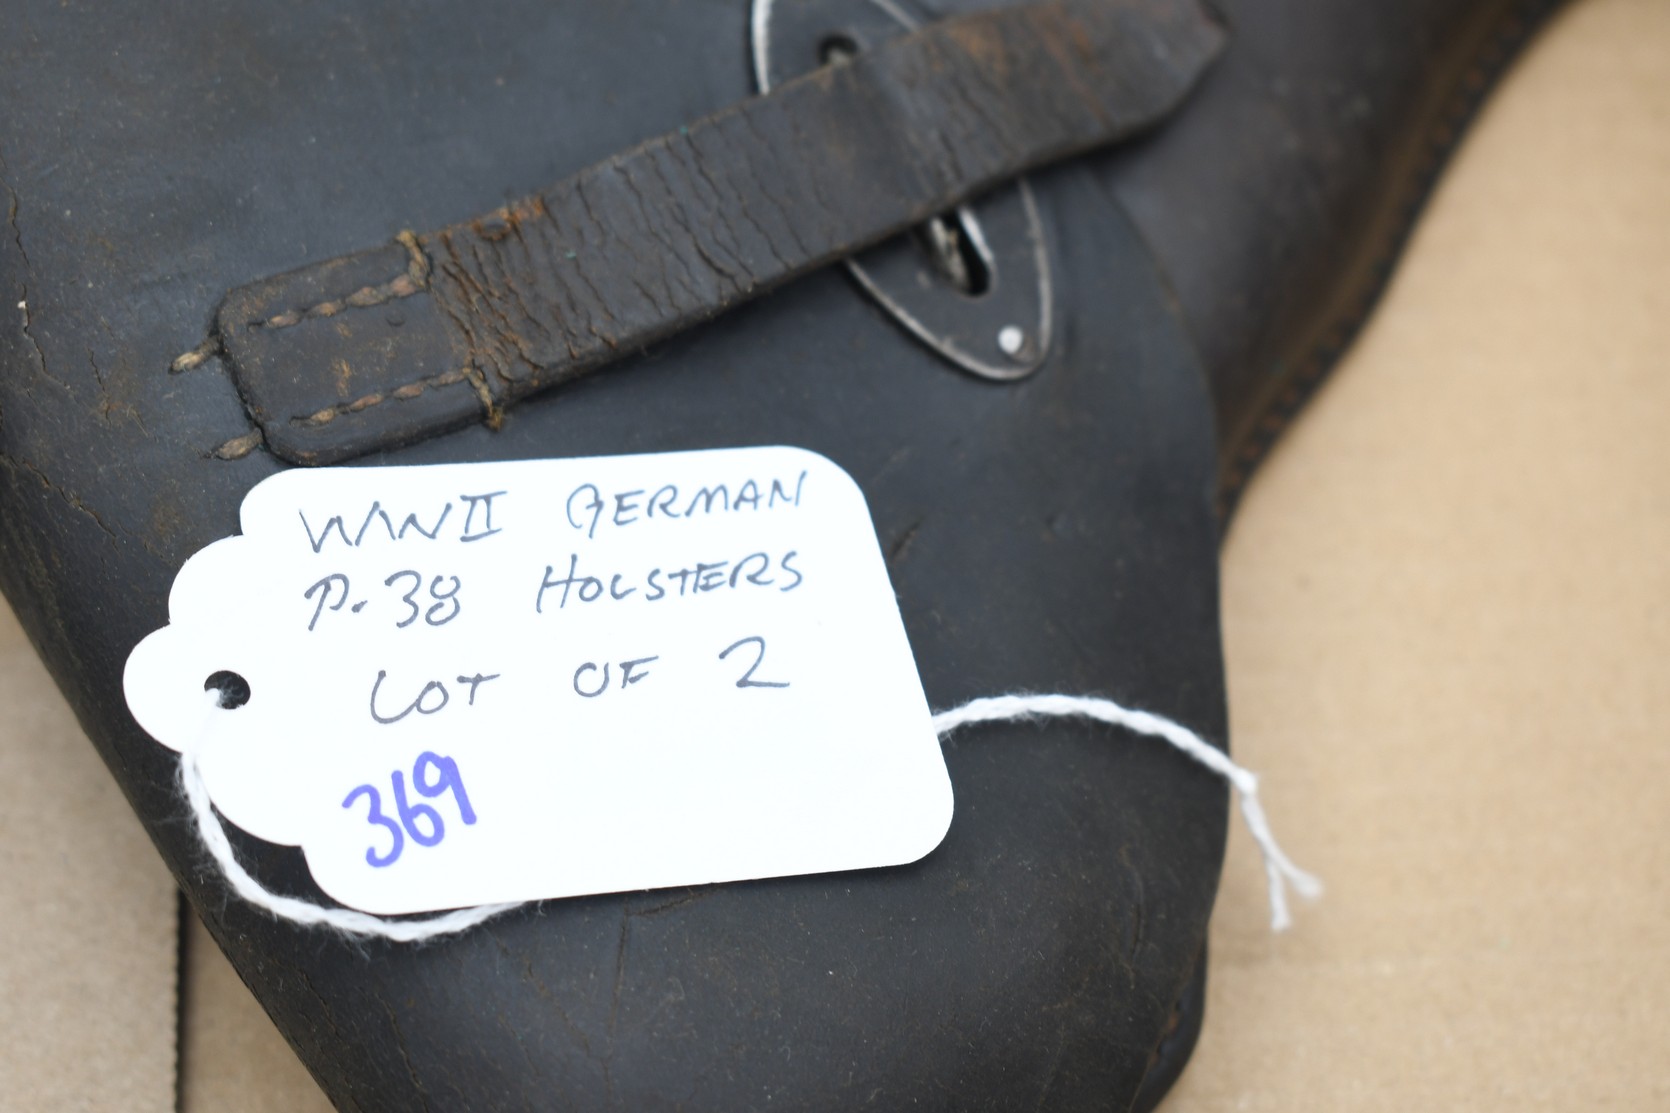 WWII GERMAN
P.38 HOLSTERS
LOT OF 2
369